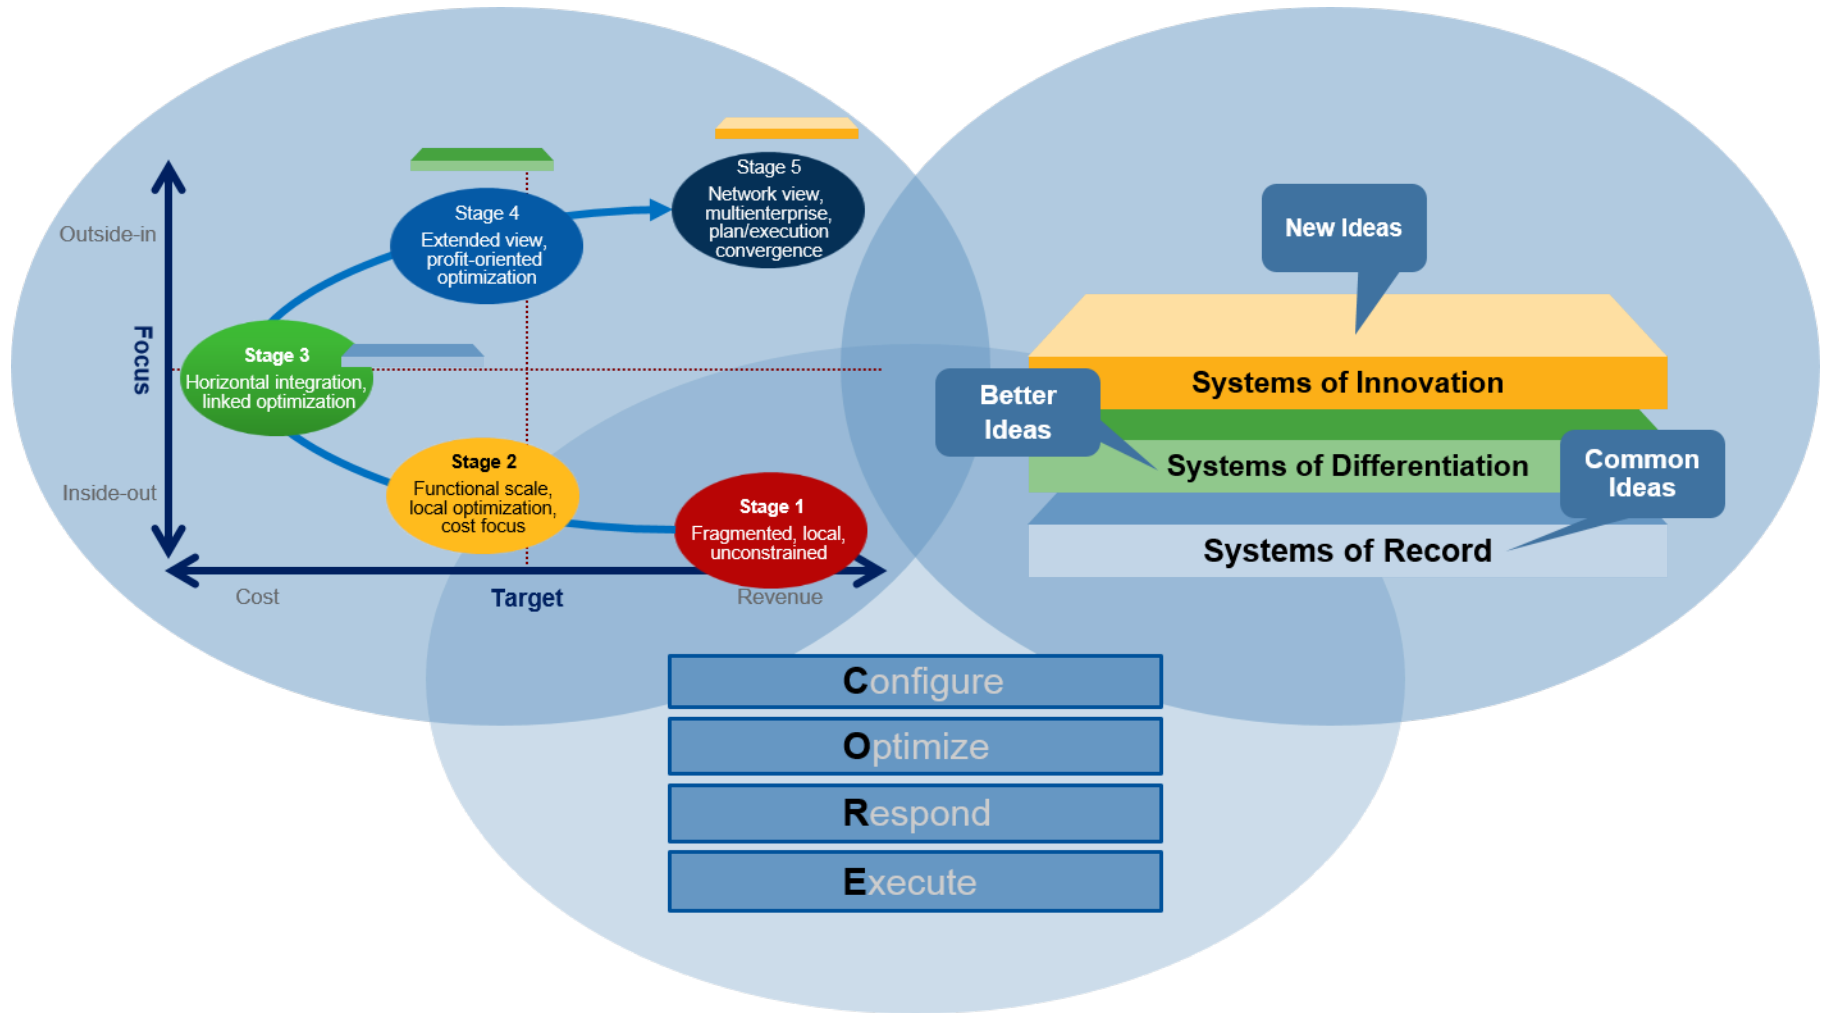 Stage 5
Network view,
multienterprise,
plan/execution
convergence
Stage 4
Extended view,
profit-oriented
optimization
Outside-in
Focus
Stage 3
Horizontal integration,
linked optimization
Stage 2
Functional scale,
local optimization,
cost focus
Inside-out
Stage 1
Fragmented, local,
unconstrained
Cost
Target
Revenue
New Ideas
Systems of Innovation
Better
Ideas
Systems of Differentiation
Common
Ideas
Systems of Record
Configure
Optimize
Respond
Execute